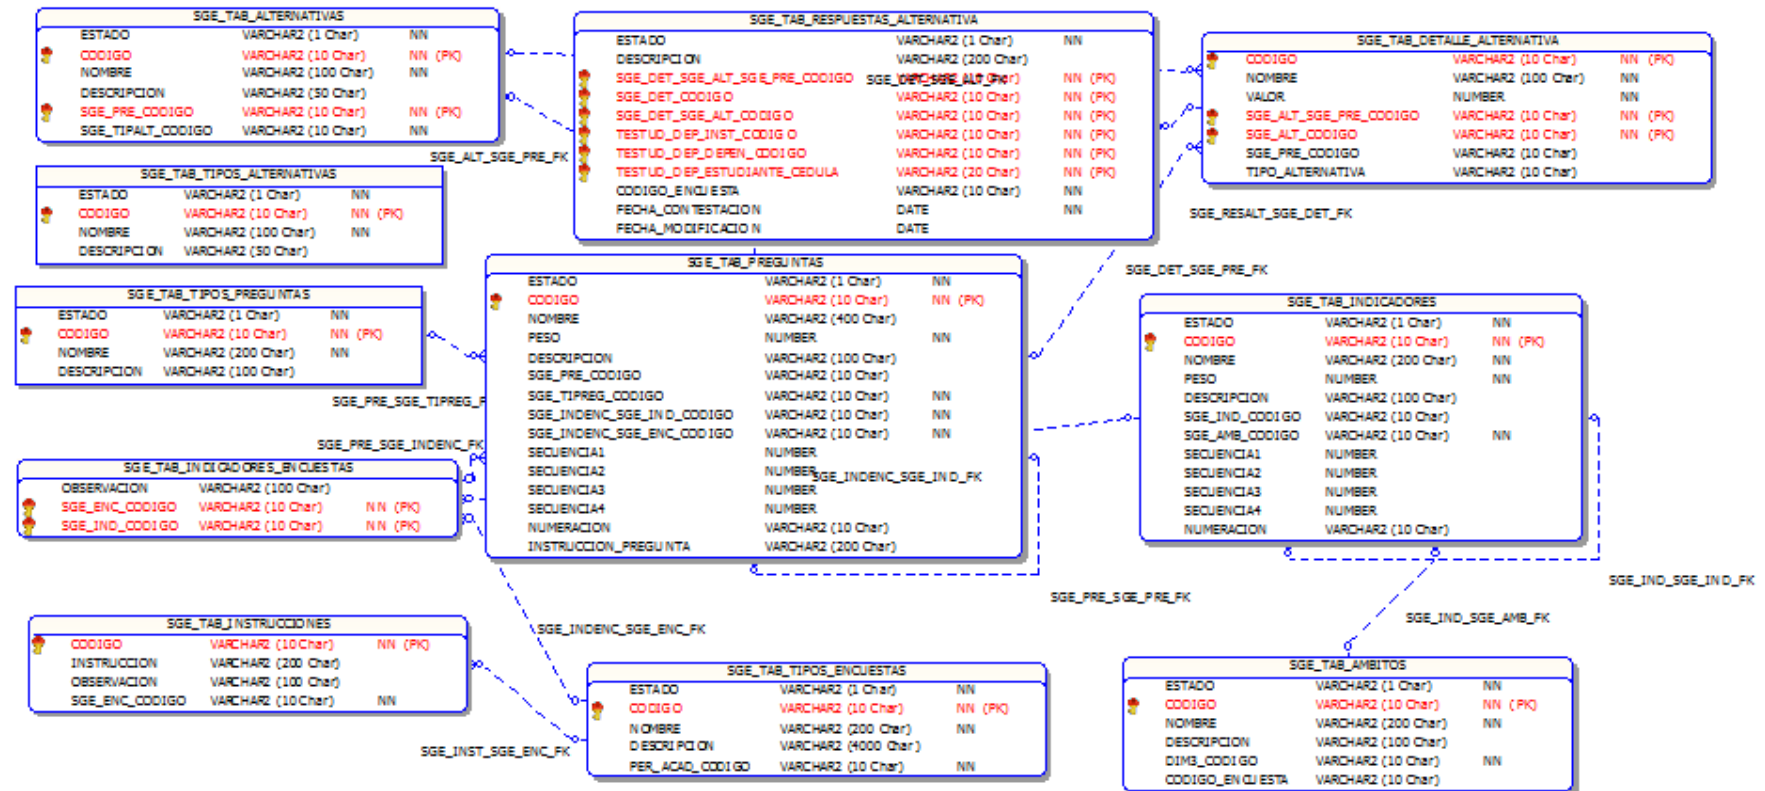 SGE_TAB_ALTERNATIVAS
ESTADO VARCHAR2 (1 Char) NN
CODIGO VARCHAR2 (10 Char) NN (PK)
NOMBRE VARCHAR2 (100 Char) NN
DESCRIPCION VARCHAR2 (50 Char)
SGE_PRE_CODIGO VARCHAR2 (10 Char) NN (PK)
SGE_TIPALT_CODIGO VARCHAR2 (10 Char) NN
SGE_TAB_RESPUESTAS_ALTERNATIVA
ESTADO VARCHAR2 (1 Char) NN
DESCRIPCION VARCHAR2 (200 Char)
SGE_DET_SGE_ALT_SGE_PRE_CODIGO VARCHAR2 (10 Char) NN (PK)
SGE_DET_SGE_ALT_FK
SGE_DET_CODIGO VARCHAR2 (10 Char) NN (PK)
SGE_DET_SGE_ALT_CODIGO VARCHAR2 (10 Char) NN (PK)
TESTUD_DEP_INST_CODIGO VARCHAR2 (10 Char) NN (PK)
TESTUD_DEP_DEPEN_CODIGO VARCHAR2 (10 Char) NN (PK)
TESTUD_DEP_ESTUDIANTE_CEDULA VARCHAR2 (20 Char) NN (PK)
CODIGO_ENCUESTA VARCHAR2 (10 Char) NN
FECHA_CONTESTACION DATE NN
FECHA_MODIFICACION DATE
SGE_TAB_DETALLE_ALTERNATIVA
CODIGO VARCHAR2 (10 Char) NN (PK)
NOMBRE VARCHAR2 (100 Char) NN
VALOR NUMBER NN
SGE_ALT_SGE_PRE_CODIGO VARCHAR2 (10 Char) NN (PK)
SGE_ALT_CODIGO VARCHAR2 (10 Char) NN (PK)
SGE_PRE_CODIGO VARCHAR2 (10 Char)
TIPO_ALTERNATIVA VARCHAR2 (10 Char)
SGE_ALT_SGE_PRE_FK
SGE_RESALT_SGE_DET_FK
SGE_TAB_TIPOS_ALTERNATIVAS
ESTADO VARCHAR2 (1 Char) NN
CODIGO VARCHAR2 (10 Char) NN (PK)
NOMBRE VARCHAR2 (100 Char) NN
DESCRIPCION VARCHAR2 (50 Char)
SGE_DET_SGE_PRE_FK
SGE_TAB_TIPOS_PREGUNTAS
ESTADO VARCHAR2 (1 Char) NN
CODIGO VARCHAR2 (10 Char) NN (PK)
NOMBRE VARCHAR2 (200 Char) NN
DESCRIPCION VARCHAR2 (100 Char)
SGE_PRE_SGE_TIPREG_F
SGE_TAB_PREGUNTAS
ESTADO VARCHAR2 (1 Char) NN
CODIGO VARCHAR2 (10 Char) NN (PK)
NOMBRE VARCHAR2 (400 Char)
PESO NUMBER NN
DESCRIPCION VARCHAR2 (100 Char)
SGE_PRE_CODIGO VARCHAR2 (10 Char)
SGE_TIPREG_CODIGO VARCHAR2 (10 Char) NN
SGE_INDENC_SGE_IND_CODIGO VARCHAR2 (10 Char) NN
SGE_INDENC_SGE_ENC_CODIGO VARCHAR2 (10 Char) NN
SECUENCIA1 NUMBER
SECUENCIA2 NUMBER
SGE_INDENC_SGE_IND_FK
SECUENCIA3 NUMBER
SECUENCIA4 NUMBER
NUMERACION VARCHAR2 (10 Char)
INSTRUCCION_PREGUNTA VARCHAR2 (200 Char)
SGE_TAB_INDICADORES
ESTADO VARCHAR2 (1 Char) NN
CODIGO VARCHAR2 (10 Char) NN (PK)
NOMBRE VARCHAR2 (200 Char) NN
PESO NUMBER NN
DESCRIPCION VARCHAR2 (100 Char)
SGE_IND_CODIGO VARCHAR2 (10 Char)
SGE_AMB_CODIGO VARCHAR2 (10 Char) NN
SECUENCIA1 NUMBER
SECUENCIA2 NUMBER
SECUENCIA3 NUMBER
SECUENCIA4 NUMBER
NUMERACION VARCHAR2 (10 Char)
SGE_PRE_SGE_INDENC_FK
SGE_TAB_INDICADORES_ENCUESTAS
OBSERVACION VARCHAR2 (100 Char)
SGE_ENC_CODIGO VARCHAR2 (10 Char) NN (PK)
SGE_IND_CODIGO VARCHAR2 (10 Char) NN (PK)
SGE_IND_SGE_IND_FK
SGE_PRE_SGE_PRE_FK
SGE_IND_SGE_AMB_FK
SGE_INDENC_SGE_ENC_FK
SGE_TAB_INSTRUCCIONES
CODIGO VARCHAR2 (10 Char) NN (PK)
INSTRUCCION VARCHAR2 (200 Char)
OBSERVACION VARCHAR2 (100 Char)
SGE_ENC_CODIGO VARCHAR2 (10 Char) NN
SGE_INST_SGE_ENC_FK
SGE_TAB_TIPOS_ENCUESTAS
ESTADO VARCHAR2 (1 Char) NN
CODIGO VARCHAR2 (10 Char) NN (PK)
NOMBRE VARCHAR2 (200 Char) NN
DESCRIPCION VARCHAR2 (4000 Char)
PER_ACAD_CODIGO VARCHAR2 (10 Char) NN
SGE_TAB_AMBITOS
ESTADO VARCHAR2 (1 Char) NN
CODIGO VARCHAR2 (10 Char) NN (PK)
NOMBRE VARCHAR2 (200 Char) NN
DESCRIPCION VARCHAR2 (100 Char)
DIM3_CODIGO VARCHAR2 (10 Char) NN
CODIGO_ENCUESTA VARCHAR2 (10 Char)